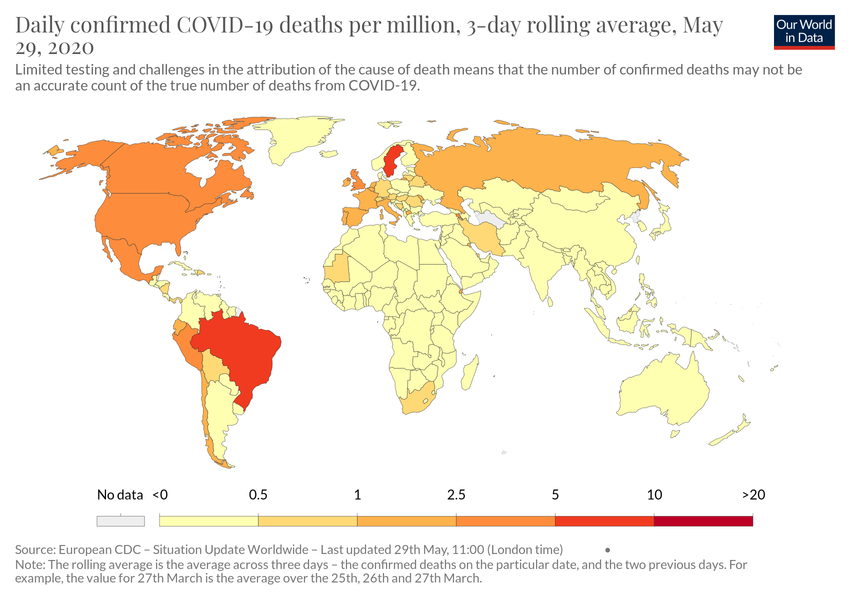 Daily confirmed COVID-19 deaths per million, 3-day rolling average, May
29, 2020
Our World
in Data
Limited testing and challenges in the attribution of the cause of death means that the number of confirmed deaths may not be
an accurate count of the true number of deaths from COVID-19.
No data <0 0.5 1 2.5 5 10 >20
Source: European CDC – Situation Update Worldwide – Last updated 29th May, 11:00 (London time)
Note: The rolling average is the average across three days – the confirmed deaths on the particular date, and the two previous days. For
example, the value for 27th March is the average over the 25th, 26th and 27th March.